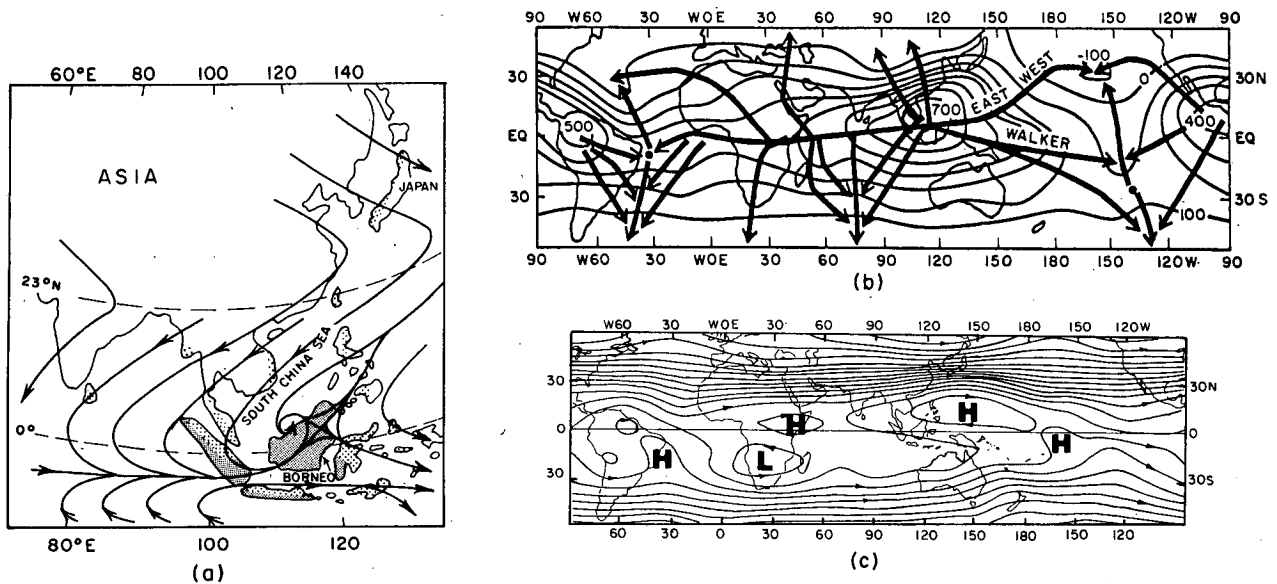 60°E 80 100 120 140
ASIA
JAPAN
23°N
SOUTH CHINA SEA
0°
BORNEO
80°E 100 120
(a)
90 W60 30 W0E 30 60 90 120 150 180 150 120W 90
30 -100 0 30N
WEST
EAST
700
500 400
EQ WALKER EQ
30 100 30S
90 W60 30 W0E 30 60 90 120 150 180 150 120W 90
(b)
W60 30 W0E 30 60 90 120 150 180 150 120W
30 30N
H H
0 0
H L H
30 30S
60 30 0 30 60 90 120 150 180 150 120
(c)